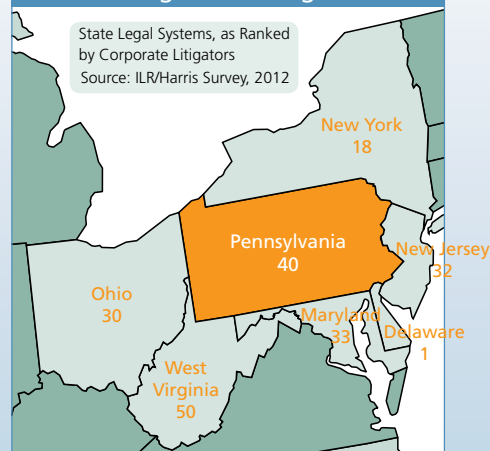 State Legal Systems, as Ranked
by Corporate Litigators
Source: ILR/Harris Survey, 2012
New York
18
Pennsylvania
40
New Jersey
32
Ohio
30
Maryland
33
Delaware
1
West
Virginia
50